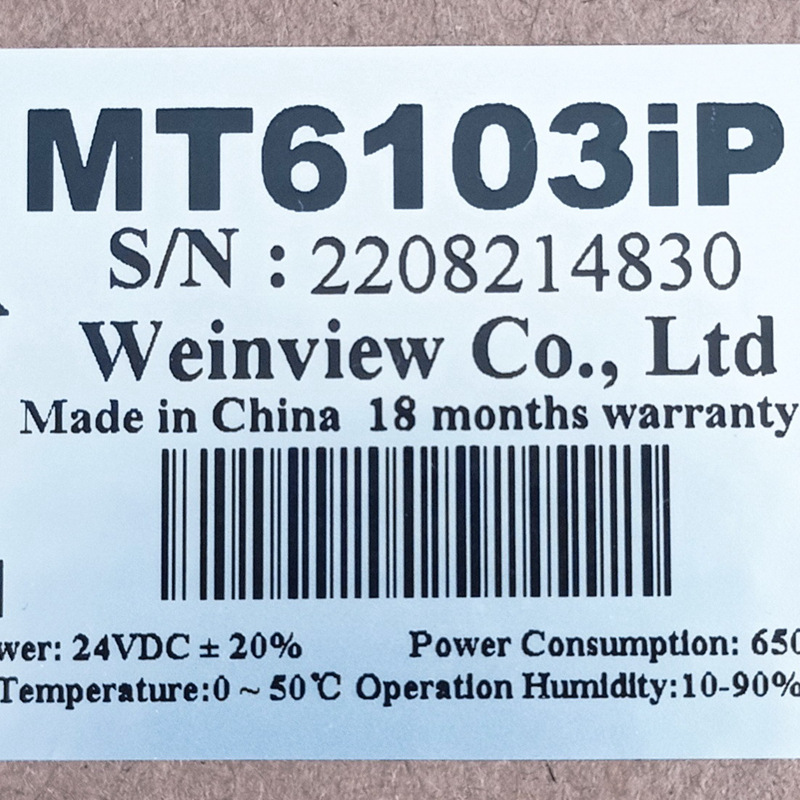 MT6103iP
S/N : 2208214830
Weinview Co., Ltd
Made in China 18 months warranty
wer: 24VDC ± 20% Power Consumption: 650
Temperature:0 ~ 50℃ Operation Humidity:10-90%